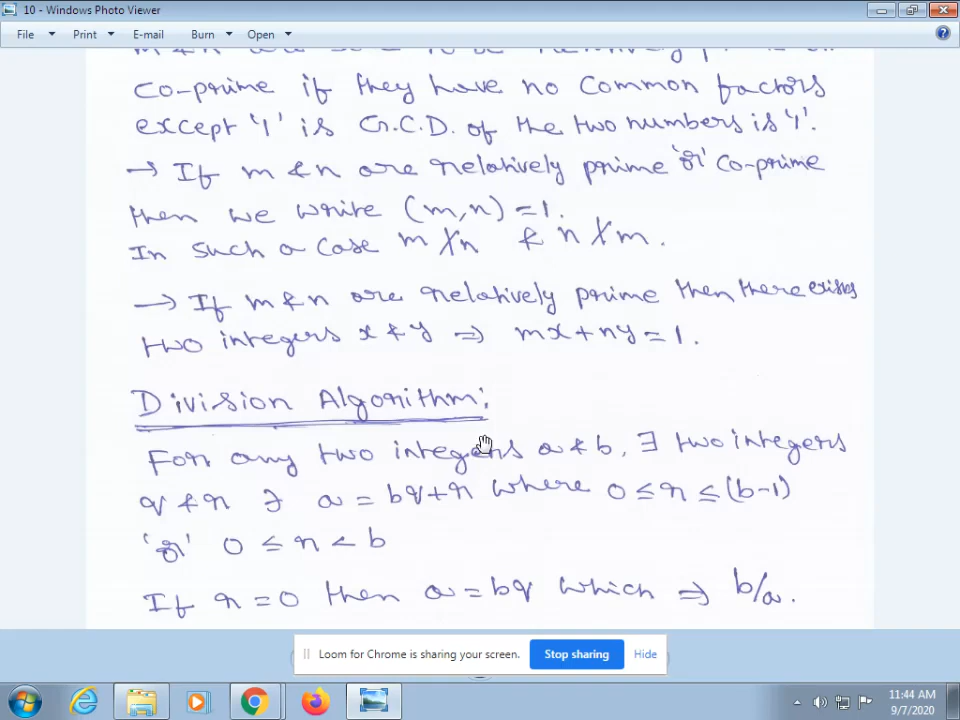 10 - Windows Photo Viewer
File Print E-mail Burn Open
m & n are
co-prime if they have no common factors
except '1' is G.C.D. of the two numbers is '1'.
→ If m & n are relatively prime 'or' co-prime
then we write (m,n) = 1.
In such a case m ∤ n & n ∤ m.
→ If m & n are relatively prime then there exists
two integers x & y ⇒ mx + ny = 1.
Division Algorithm:
For any two integers a & b, ∃ two integers
q & r ∋ a = bq + r where 0 ≤ r ≤ (b-1)
'or' 0 ≤ r < b
If r = 0 then a = bq which ⇒ b/a.
Loom for Chrome is sharing your screen. Stop sharing Hide
11:44 AM
9/7/2020